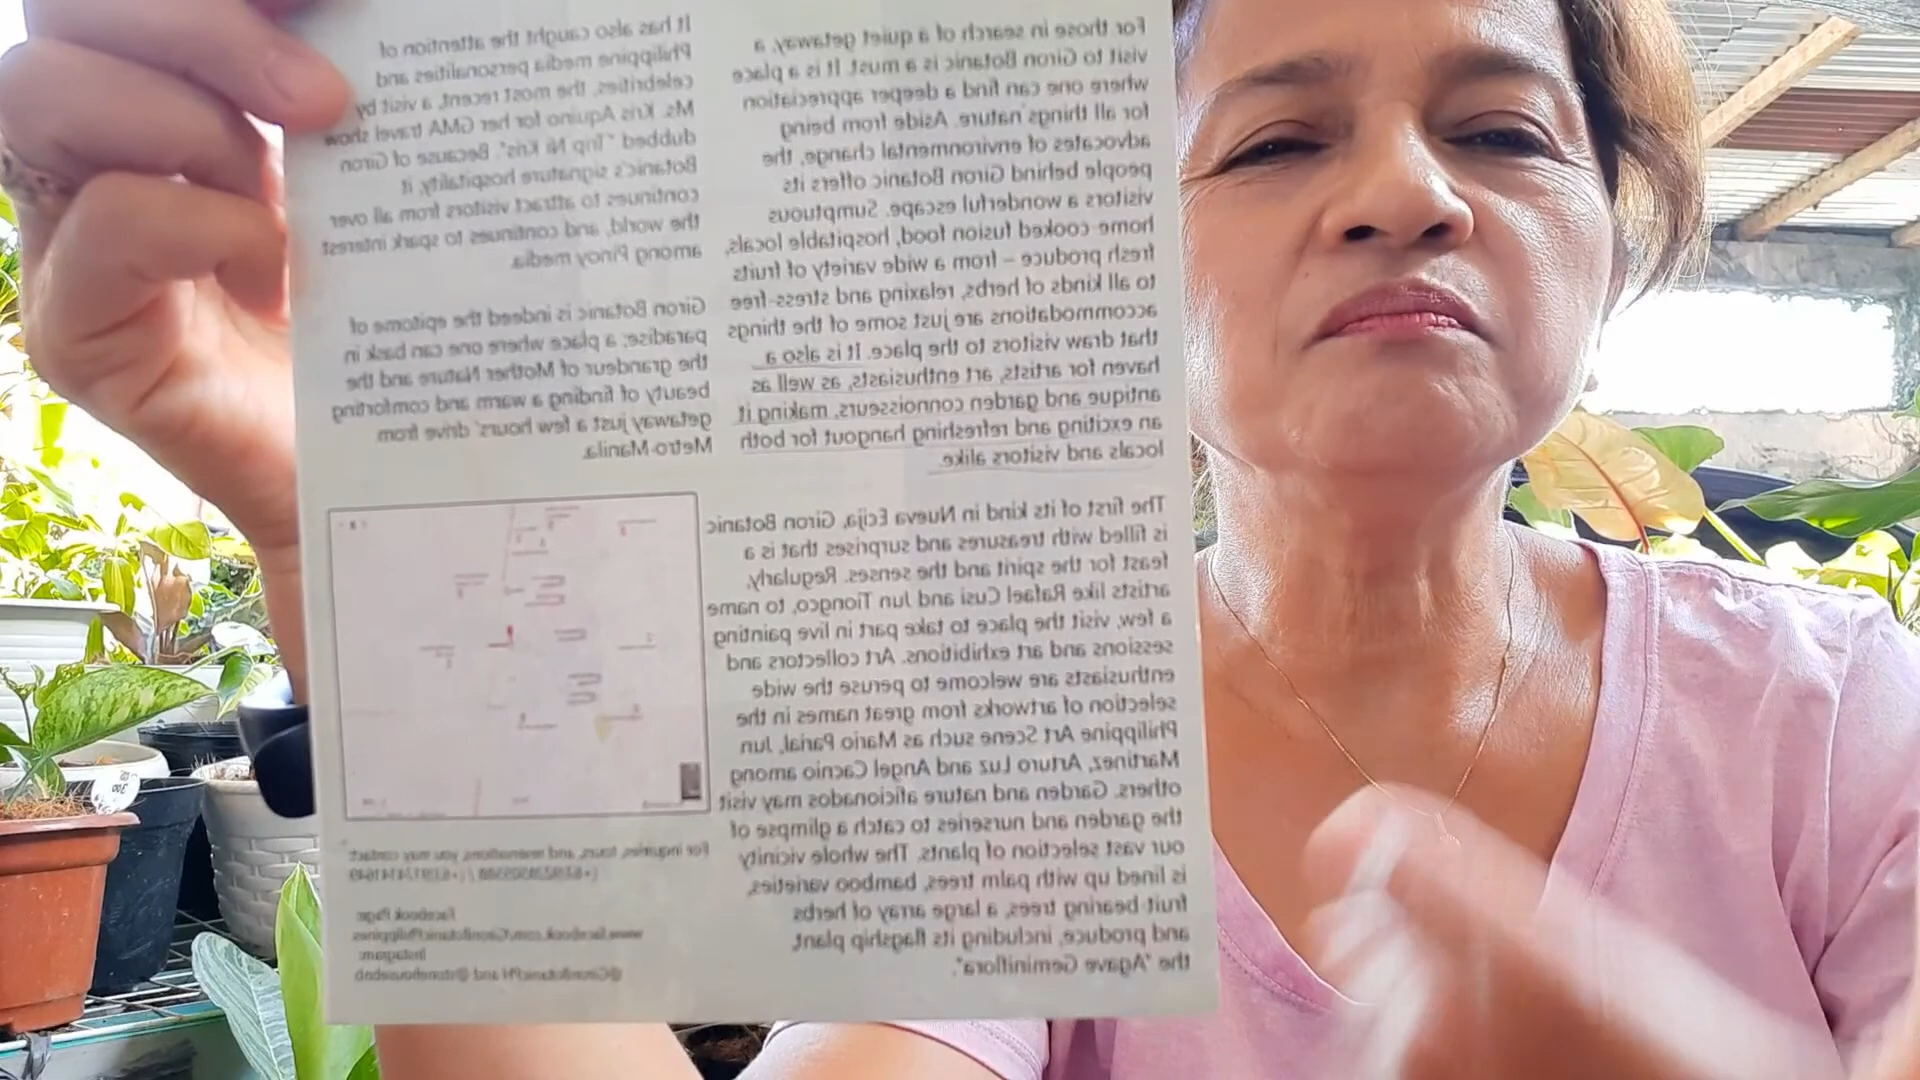 For those in search of a quiet getaway, a
visit to Giron Botanic is a must. It is a place
where one can find a deeper appreciation
for all things nature. Aside from being
advocates of environmental change, the
people behind Giron Botanic offers its
visitors a wonderful escape. Sumptuous
home cooked fusion food, hospitable locals,
fresh produce – from a wide variety of fruits
to all kinds of herbs, relaxing and stress-free
accommodations are just some of the things
that draw visitors to the place. It is also a
haven for artists, art enthusiasts, as well as
antique and garden connoisseurs, making it
an exciting and refreshing hangout for both
locals and visitors alike.
The first of its kind in Nueva Ecija, Giron Botanic
is filled with treasures and surprises that is a
feast for the spirit and the senses. Regularly,
artists like Rafael Cusi and Jun Tiongco, to name
a few, visit the place to take part in live painting
sessions and art exhibitions. Art collectors and
enthusiasts are welcome to peruse the wide
selection of artworks from great names in the
Philippine Art Scene such as Mario Parial, Jun
Martinez, Arturo Luz and Angel Cacnio among
others. Garden and nature aficionados may visit
the garden and nurseries to catch a glimpse of
our vast selection of plants. The whole vicinity
is lined up with palm trees, bamboo varieties,
fruit-bearing trees, a large array of herbs
and produce, including its flagship plant,
the "Agave Geminiflora".
It has also caught the attention of
Philippine media personalities and
celebrities, the most recent, a visit by
Ms. Kris Aquino for her GMA travel show
dubbed "Trip Ni Kris". Because of Giron
Botanic's signature hospitality, it
continues to attract visitors from all over
the world, and continues to spark interest
among Pinoy media.
Giron Botanic is indeed the epitome of
paradise; a place where one can bask in
the grandeur of Mother Nature and the
beauty of finding a warm and comforting
getaway just a few hours' drive from
Metro-Manila.
For inquiries, tours, and reservations, you may contact
Facebook Page:
www.facebook.com/GironBotanicPhilippines
Instagram:
@GironBotanicPH and